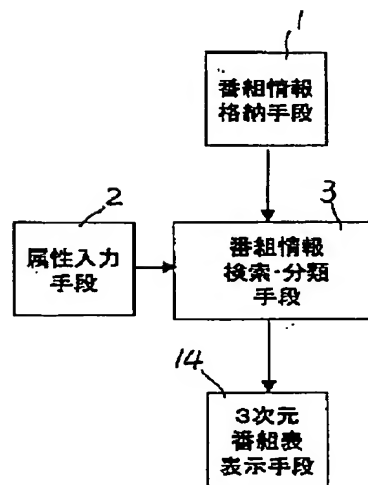 1
番組情報
格納手段
2
属性入力
手段
3
番組情報
検索・分類
手段
14
3次元
番組表
表示手段